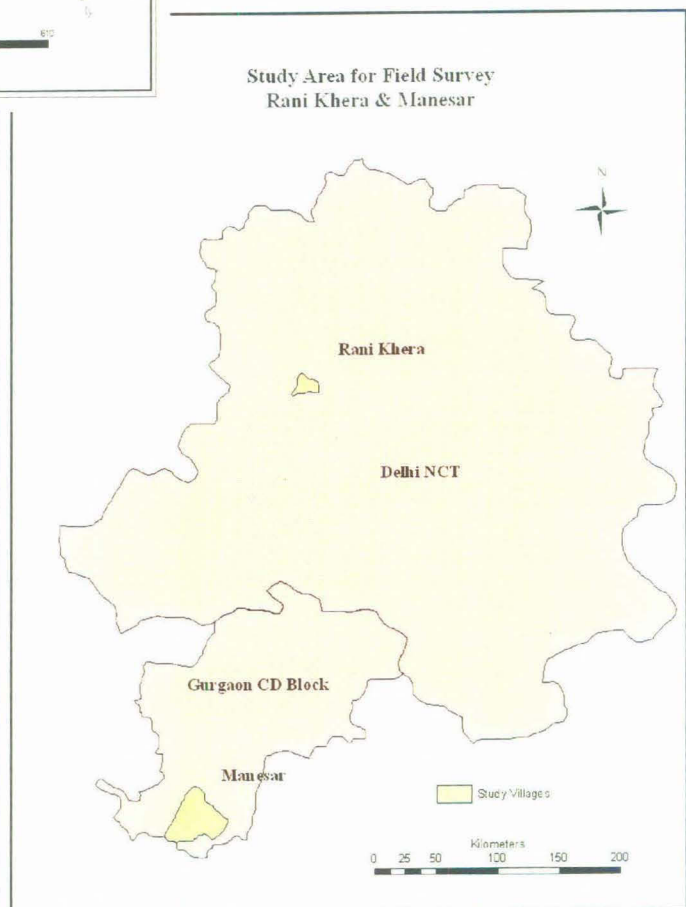 610
Study Area for Field Survey
Rani Khera & Manesar
N
Rani Khera
Delhi NCT
Gurgaon CD Block
Manesar
Study Villages
Kilometers
0 25 50 100 150 200